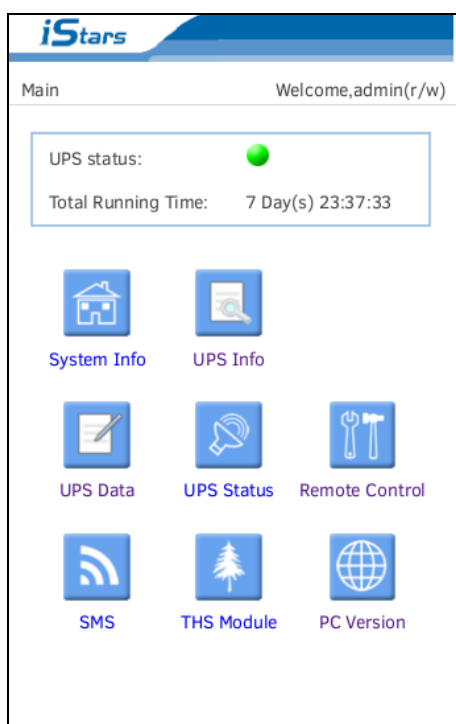 iStars
Main Welcome,admin(r/w)
UPS status:
Total Running Time: 7 Day(s) 23:37:33
System Info UPS Info
UPS Data UPS Status Remote Control
SMS THS Module PC Version